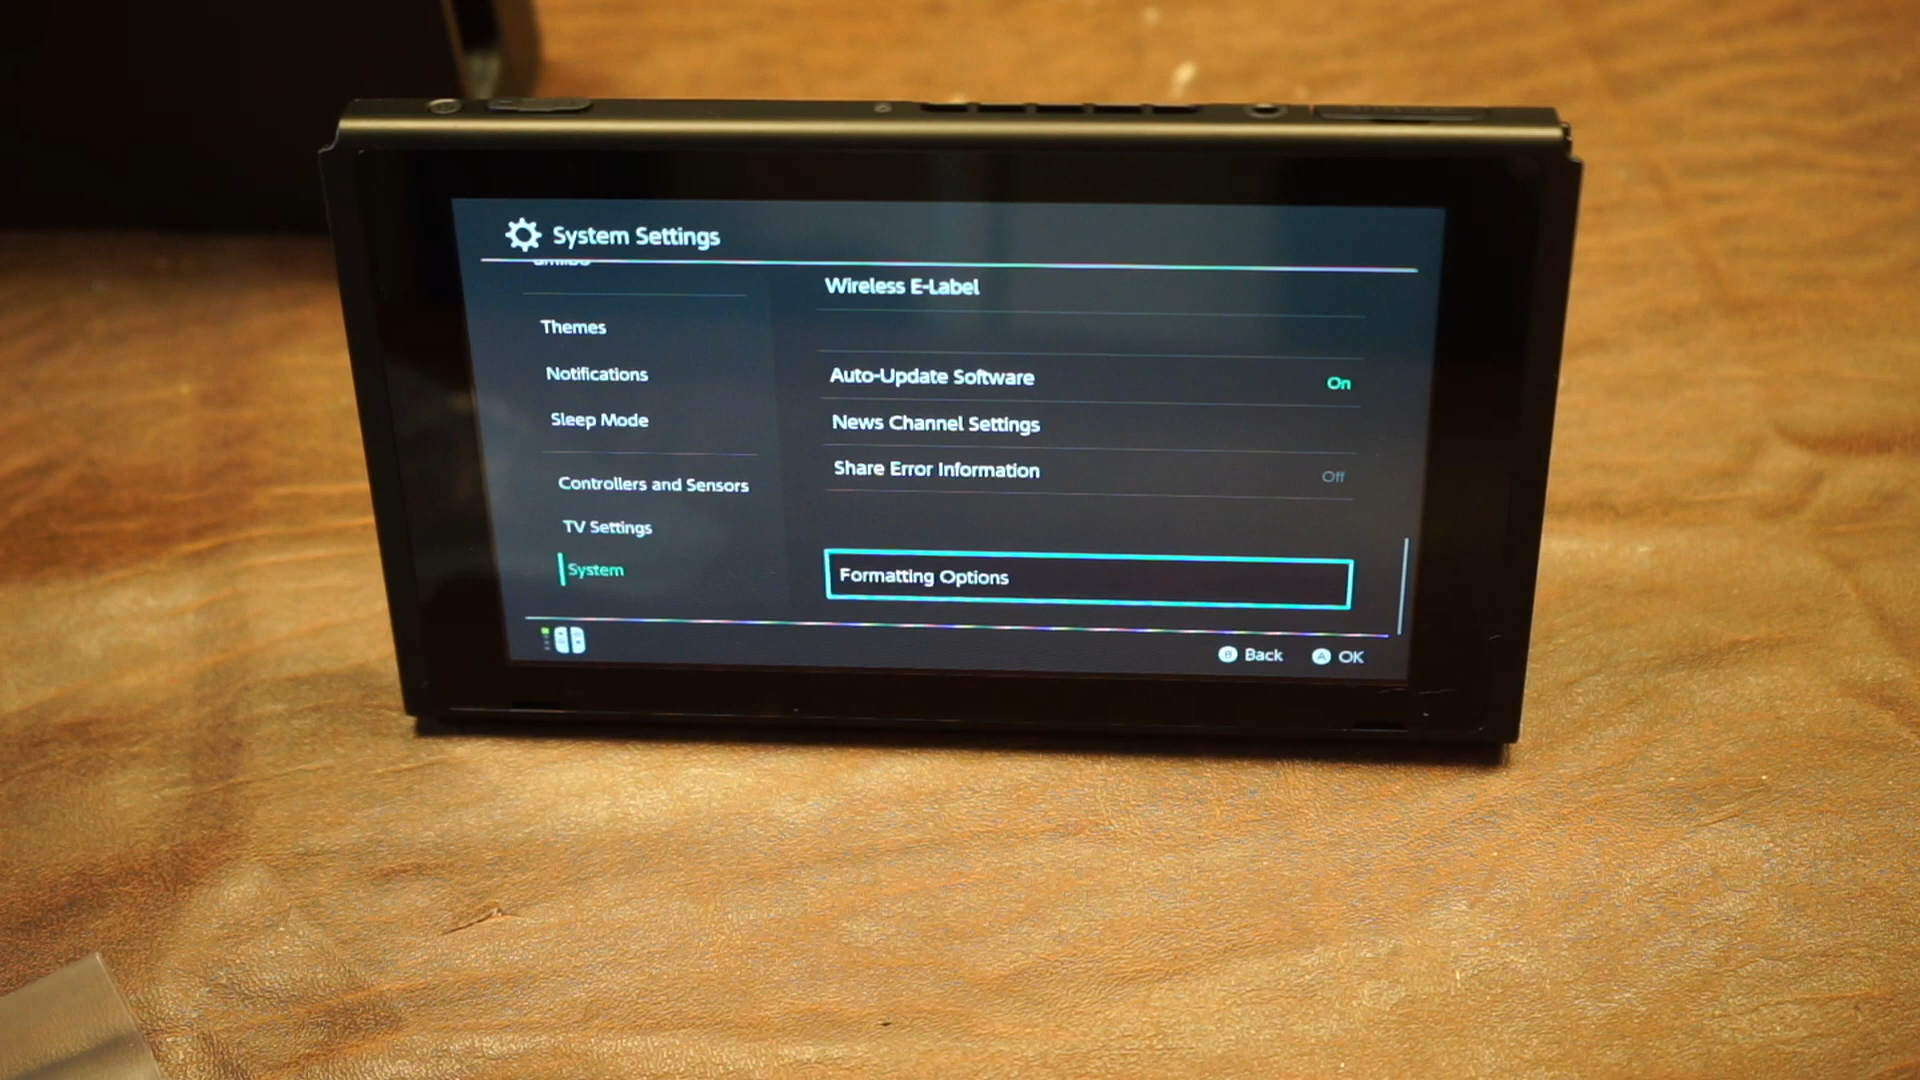 System Settings
amiibo
Themes
Notifications
Sleep Mode
Controllers and Sensors
TV Settings
System
Wireless E-Label
Auto-Update Software On
News Channel Settings
Share Error Information Off
Formatting Options
B Back A OK